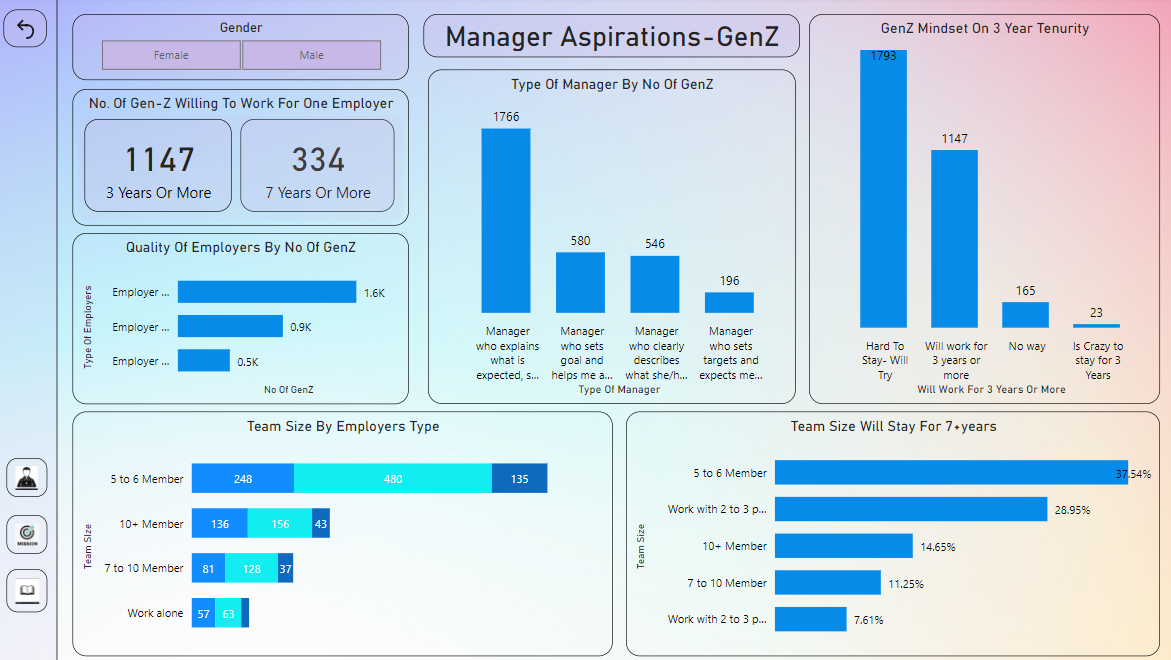 Gender
Female
Male
No. Of Gen-Z Willing To Work For One Employer
1147
3 Years Or More
334
7 Years Or More
Quality Of Employers By No Of GenZ
Type Of Employers
Employer ...
1.6K
Employer ...
0.9K
Employer ...
0.5K
No Of GenZ
Manager Aspirations-GenZ
Type Of Manager By No Of GenZ
1766
580
546
196
Manager
who explains
what is
expected, s...
Manager
who sets
goal and
helps me a...
Manager
who clearly
describes
what she/h...
Manager
who sets
targets and
expects me...
Type Of Manager
GenZ Mindset On 3 Year Tenurity
1793
1147
165
23
Hard To
Stay- Will
Try
Will work for
3 years or
more
No way
Is Crazy to
stay for 3
Years
Will Work For 3 Years Or More
Team Size By Employers Type
Team Size
5 to 6 Member
248
480
135
10+ Member
136
156
43
7 to 10 Member
81
128
37
Work alone
57
63
Team Size Will Stay For 7+years
Team Size
5 to 6 Member
37.54%
Work with 2 to 3 p...
28.95%
10+ Member
14.65%
7 to 10 Member
11.25%
Work with 2 to 3 p...
7.61%
MISSION